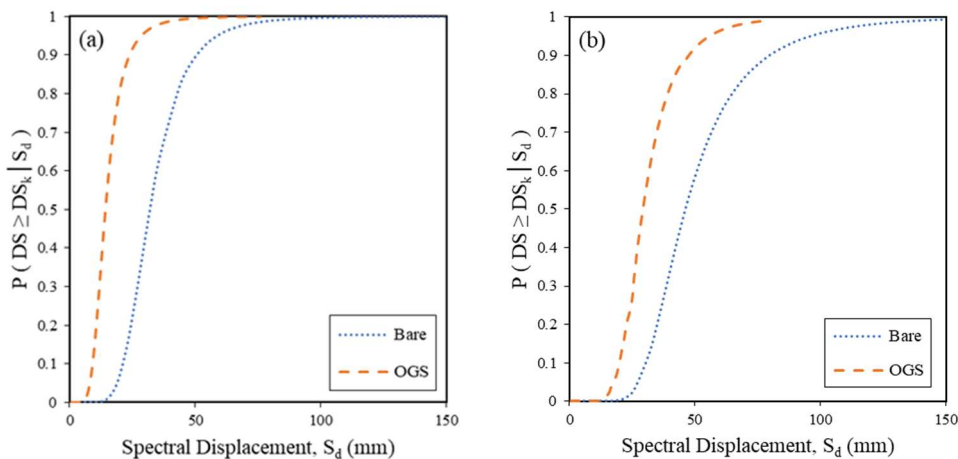 (a)
1
0.9
0.8
0.7
0.6
0.5
0.4
0.3
0.2
0.1
0
P ( DS ≥ DSk | Sd )
Bare
OGS
0 50 100 150
Spectral Displacement, Sd (mm)
(b)
1
0.9
0.8
0.7
0.6
0.5
0.4
0.3
0.2
0.1
0
P ( DS ≥ DSk | Sd )
Bare
OGS
0 50 100 150
Spectral Displacement, Sd (mm)